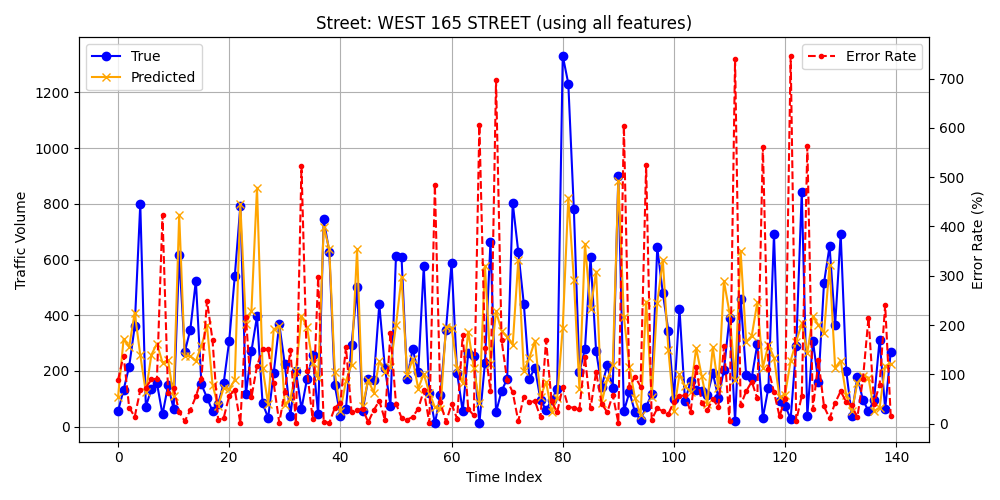 Street: WEST 165 STREET (using all features)
True
Predicted
Error Rate
1200
1000
800
600
400
200
0
700
600
500
400
300
200
100
0
Traffic Volume
Error Rate (%)
0 20 40 60 80 100 120 140
Time Index